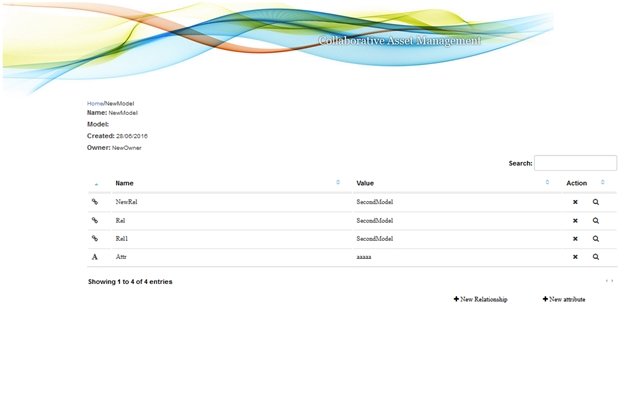 Collaborative Asset Management
Home/NewModel
Name: NewModel
Model:
Created: 28/06/2016
Owner: NewOwner
Search:
Name Value Action
NewRel SecondModel
Rel SecondModel
Rel1 SecondModel
A Attr aaaaa
Showing 1 to 4 of 4 entries
New Relationship New attribute